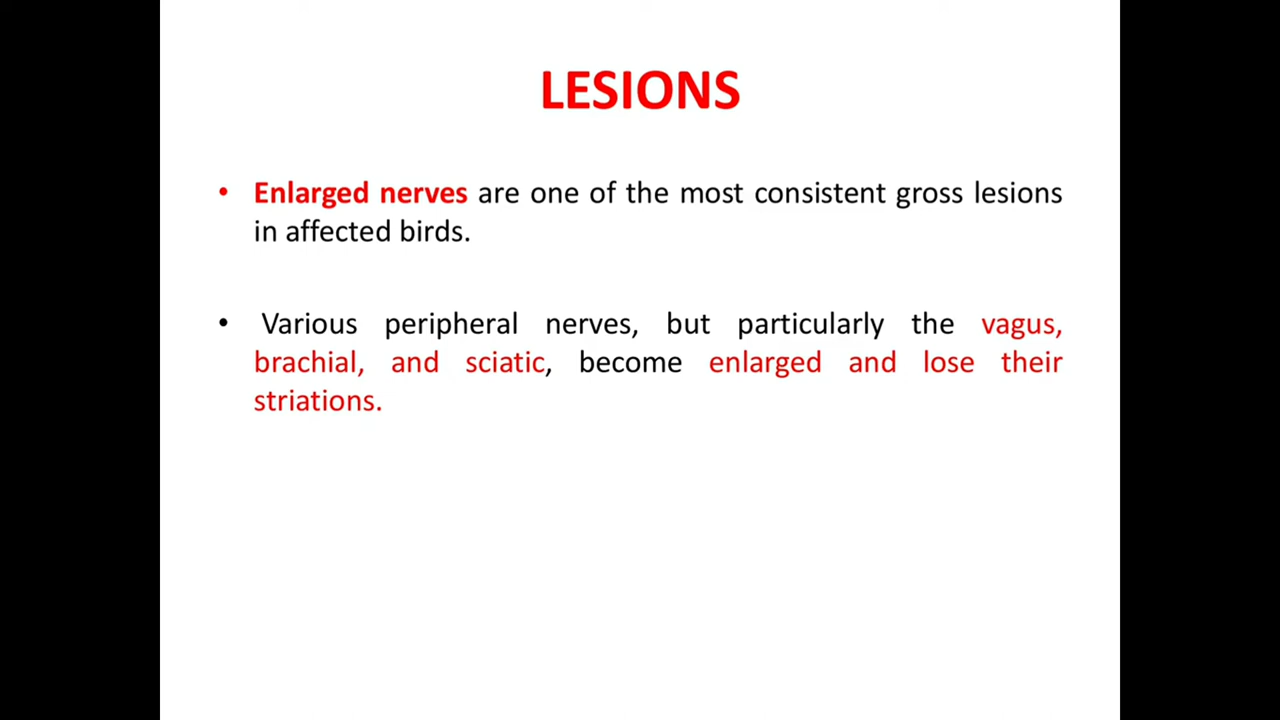 LESIONS
• Enlarged nerves are one of the most consistent gross lesions
in affected birds.
• Various peripheral nerves, but particularly the vagus,
brachial, and sciatic, become enlarged and lose their
striations.